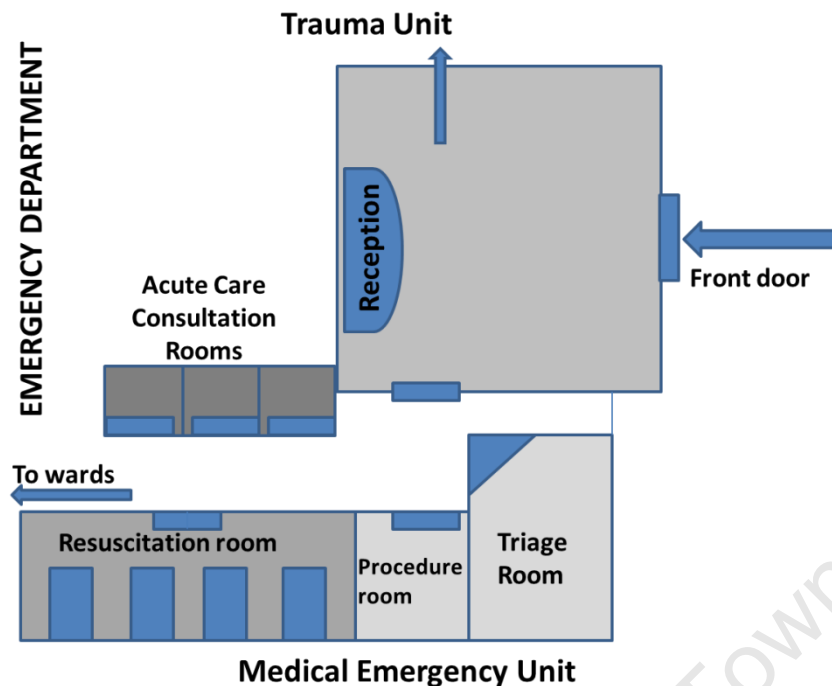 Trauma Unit
EMERGENCY DEPARTMENT
Reception
Front door
Acute Care
Consultation
Rooms
To wards
Resuscitation room
Procedure
room
Triage
Room
Medical Emergency Unit
Town